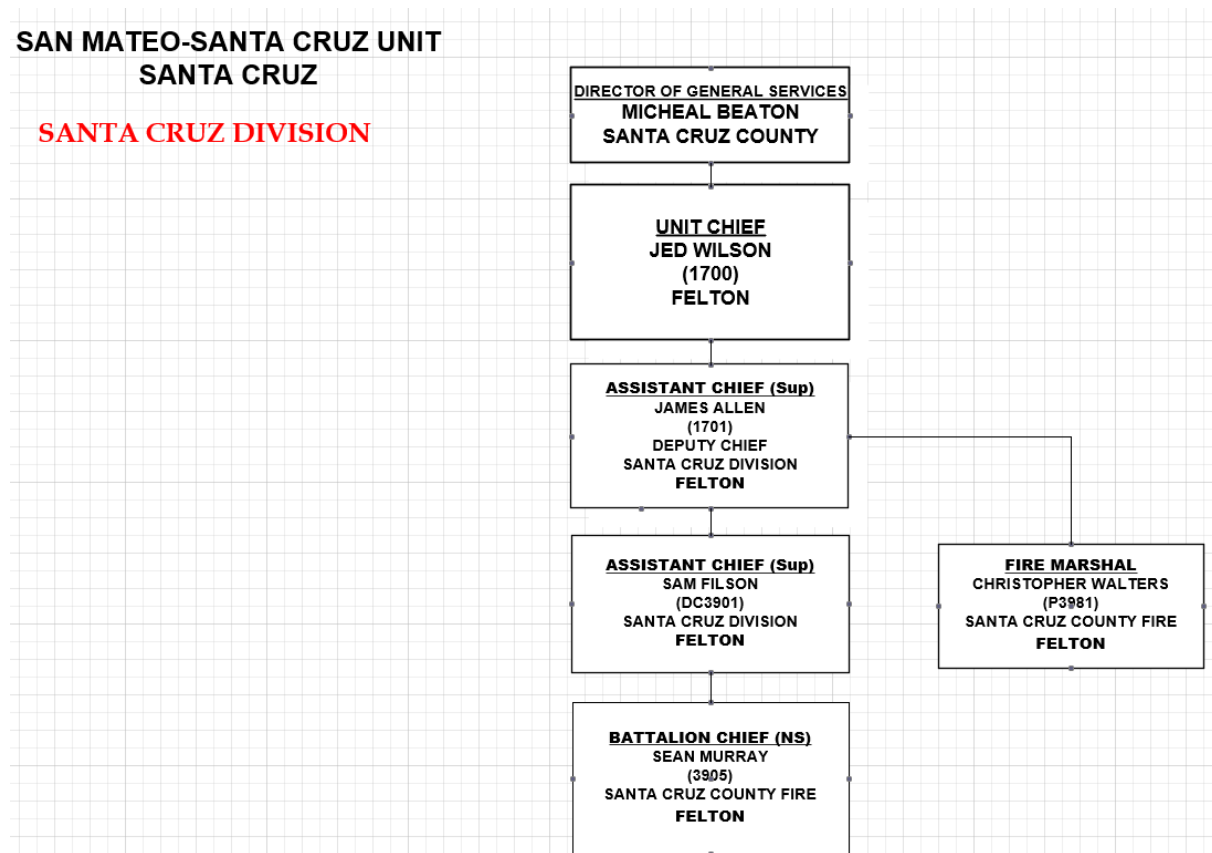 SAN MATEO-SANTA CRUZ UNIT
SANTA CRUZ
SANTA CRUZ DIVISION
DIRECTOR OF GENERAL SERVICES
MICHEAL BEATON
SANTA CRUZ COUNTY
UNIT CHIEF
JED WILSON
(1700)
FELTON
ASSISTANT CHIEF (Sup)
JAMES ALLEN
(1701)
DEPUTY CHIEF
SANTA CRUZ DIVISION
FELTON
ASSISTANT CHIEF (Sup)
SAM FILSON
(DC3901)
SANTA CRUZ DIVISION
FELTON
FIRE MARSHAL
CHRISTOPHER WALTERS
(P3981)
SANTA CRUZ COUNTY FIRE
FELTON
BATTALION CHIEF (NS)
SEAN MURRAY
(3905)
SANTA CRUZ COUNTY FIRE
FELTON